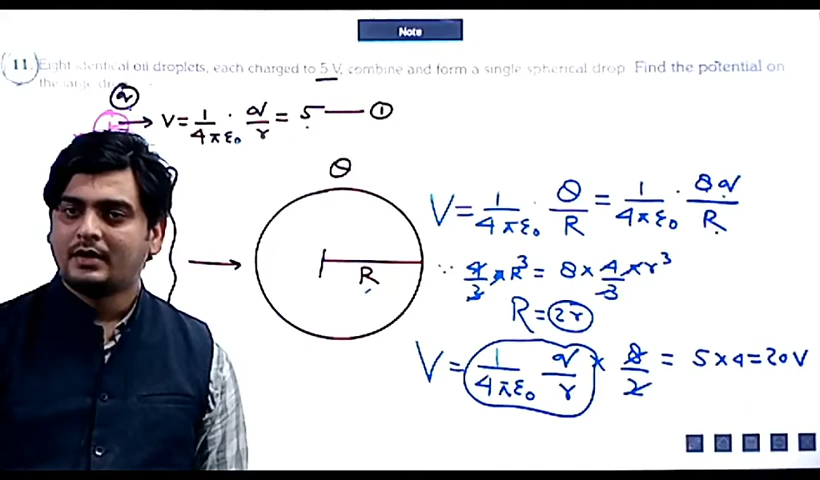 Note
11. Eight identical oil droplets, each charged to 5 V, combine and form a single spherical drop. Find the potential on
the large
q
V = 1/4πε₀ · q/r = 5 — ①
Q
R
V = 1/4πε₀ · Q/R = 1/4πε₀ · 8q/R
∵ 4/3 πR³ = 8 × 4/3 πr³
R = 2r
V = 1/4πε₀ q/r × 8/2 = 5 × 4 = 20 V